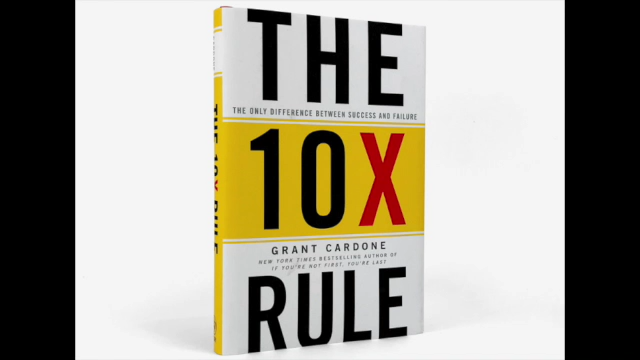 THE
THE ONLY DIFFERENCE BETWEEN SUCCESS AND FAILURE
10X
GRANT CARDONE
NEW YORK TIMES BESTSELLING AUTHOR OF
IF YOU'RE NOT FIRST, YOU'RE LAST
RULE
THE 10X RULE